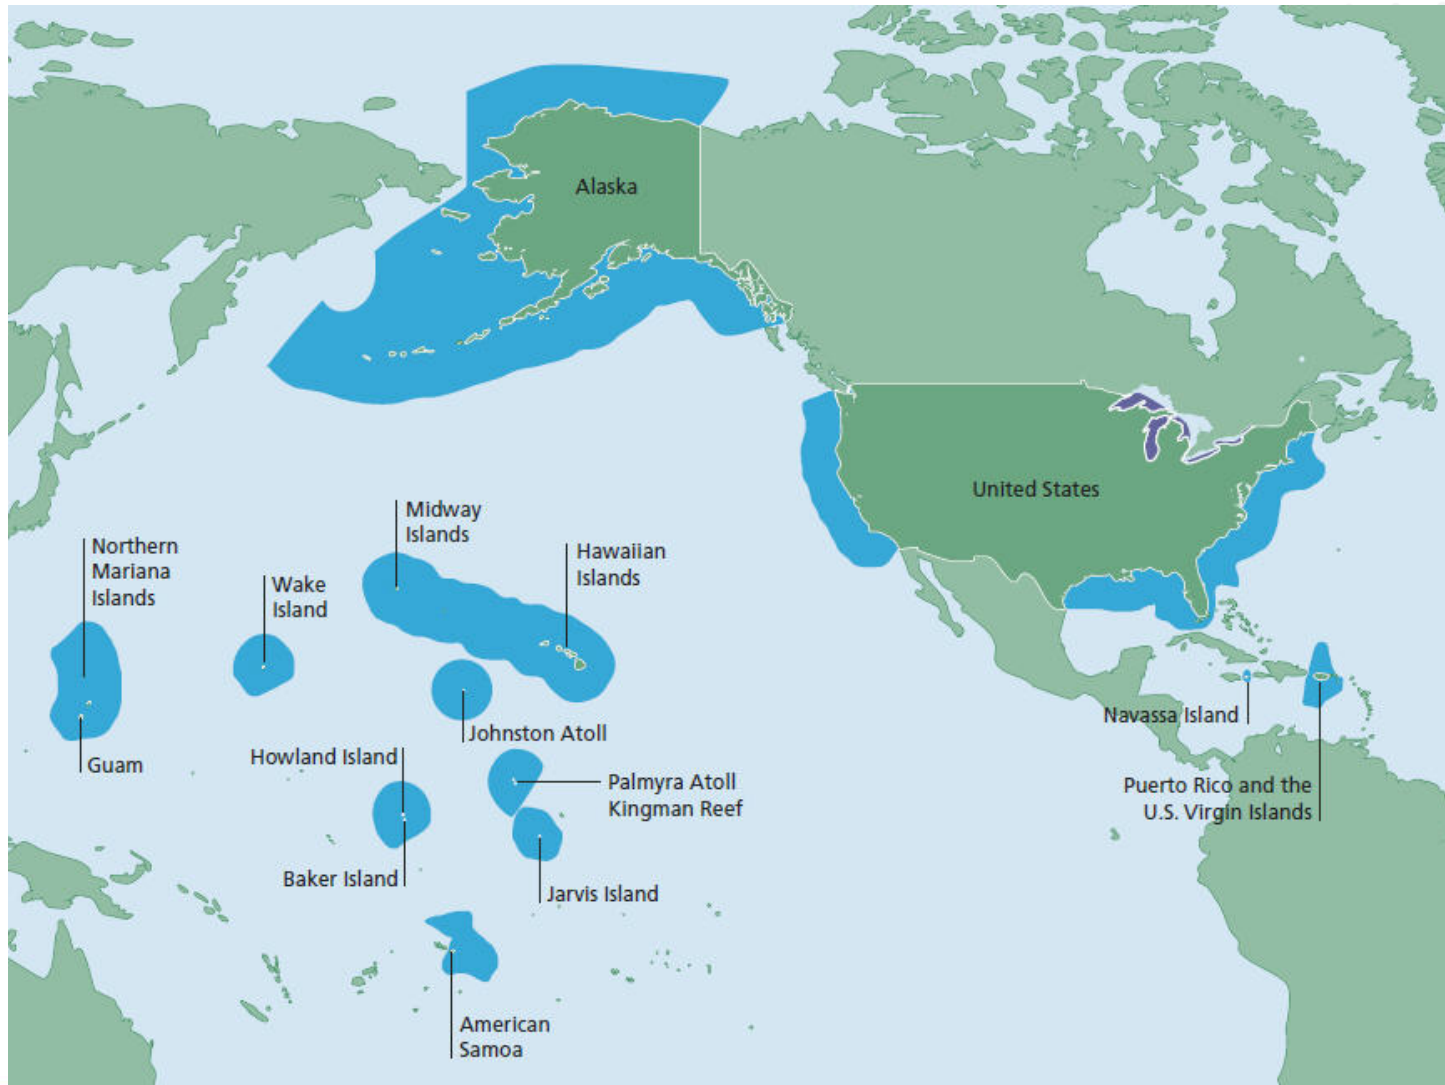 Alaska
United States
Midway
Islands
Hawaiian
Islands
Northern
Mariana
Islands
Wake
Island
Navassa Island
Johnston Atoll
Howland Island
Guam
Palmyra Atoll
Kingman Reef
Puerto Rico and the
U.S. Virgin Islands
Baker Island
Jarvis Island
American
Samoa